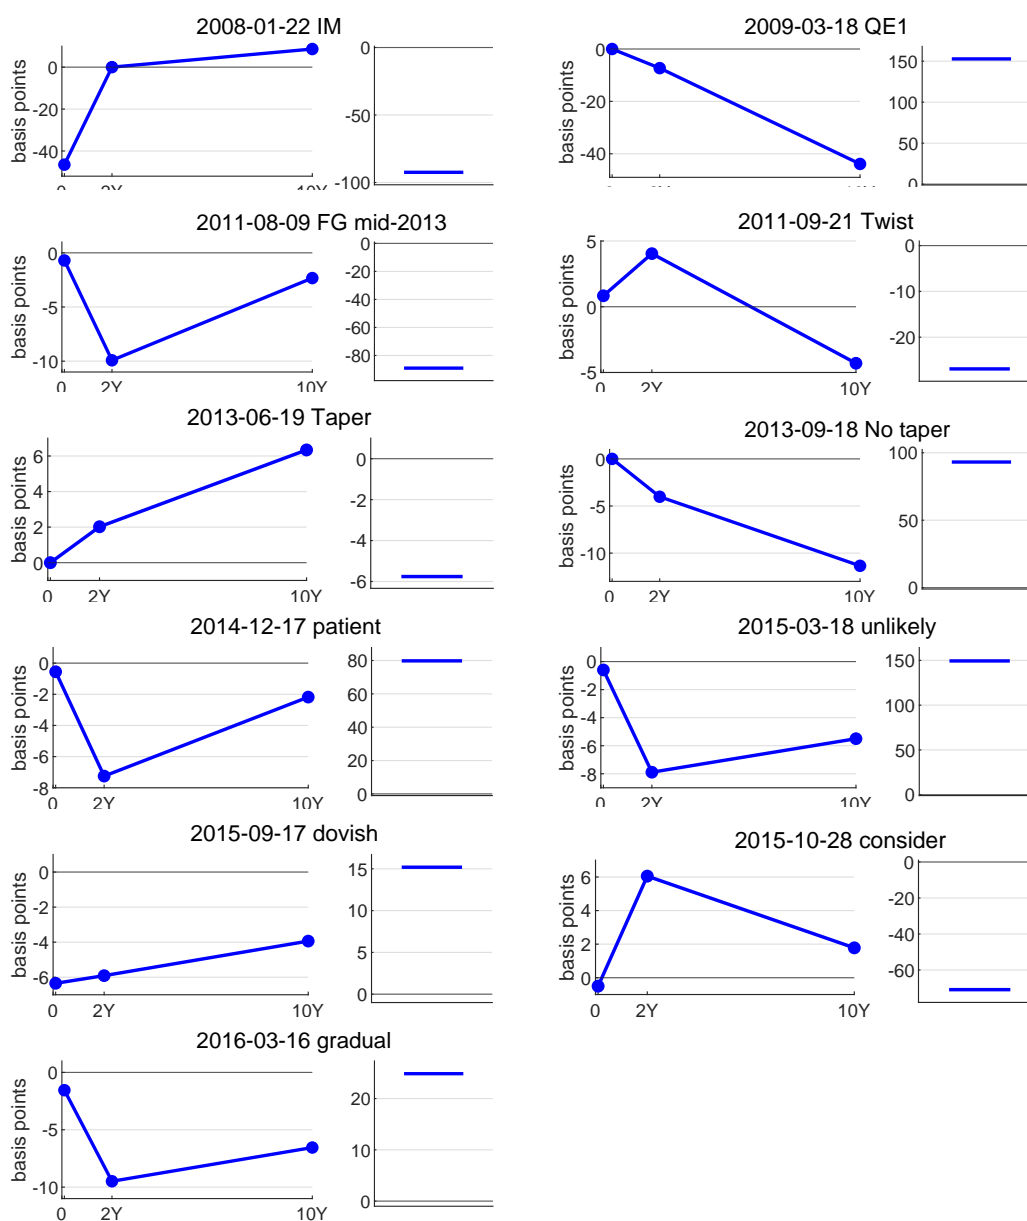 2008-01-22 IM
basis points
0
-20
-40
0
2Y
10Y
0
-50
-100
2009-03-18 QE1
basis points
0
-20
-40
150
100
50
0
2011-08-09 FG mid-2013
basis points
0
-5
-10
0
2Y
10Y
0
-20
-40
-60
-80
2011-09-21 Twist
basis points
5
0
-5
0
2Y
10Y
0
-10
-20
2013-06-19 Taper
basis points
6
4
2
0
0
2Y
10Y
0
-2
-4
-6
2013-09-18 No taper
basis points
0
-5
-10
0
2Y
10Y
100
50
0
2014-12-17 patient
basis points
0
-2
-4
-6
-8
0
2Y
10Y
80
60
40
20
0
2015-03-18 unlikely
basis points
0
-2
-4
-6
-8
0
2Y
10Y
150
100
50
0
2015-09-17 dovish
basis points
0
-2
-4
-6
0
2Y
10Y
15
10
5
0
2015-10-28 consider
basis points
6
4
2
0
0
2Y
10Y
0
-20
-40
-60
2016-03-16 gradual
basis points
0
-5
-10
0
2Y
10Y
20
10
0